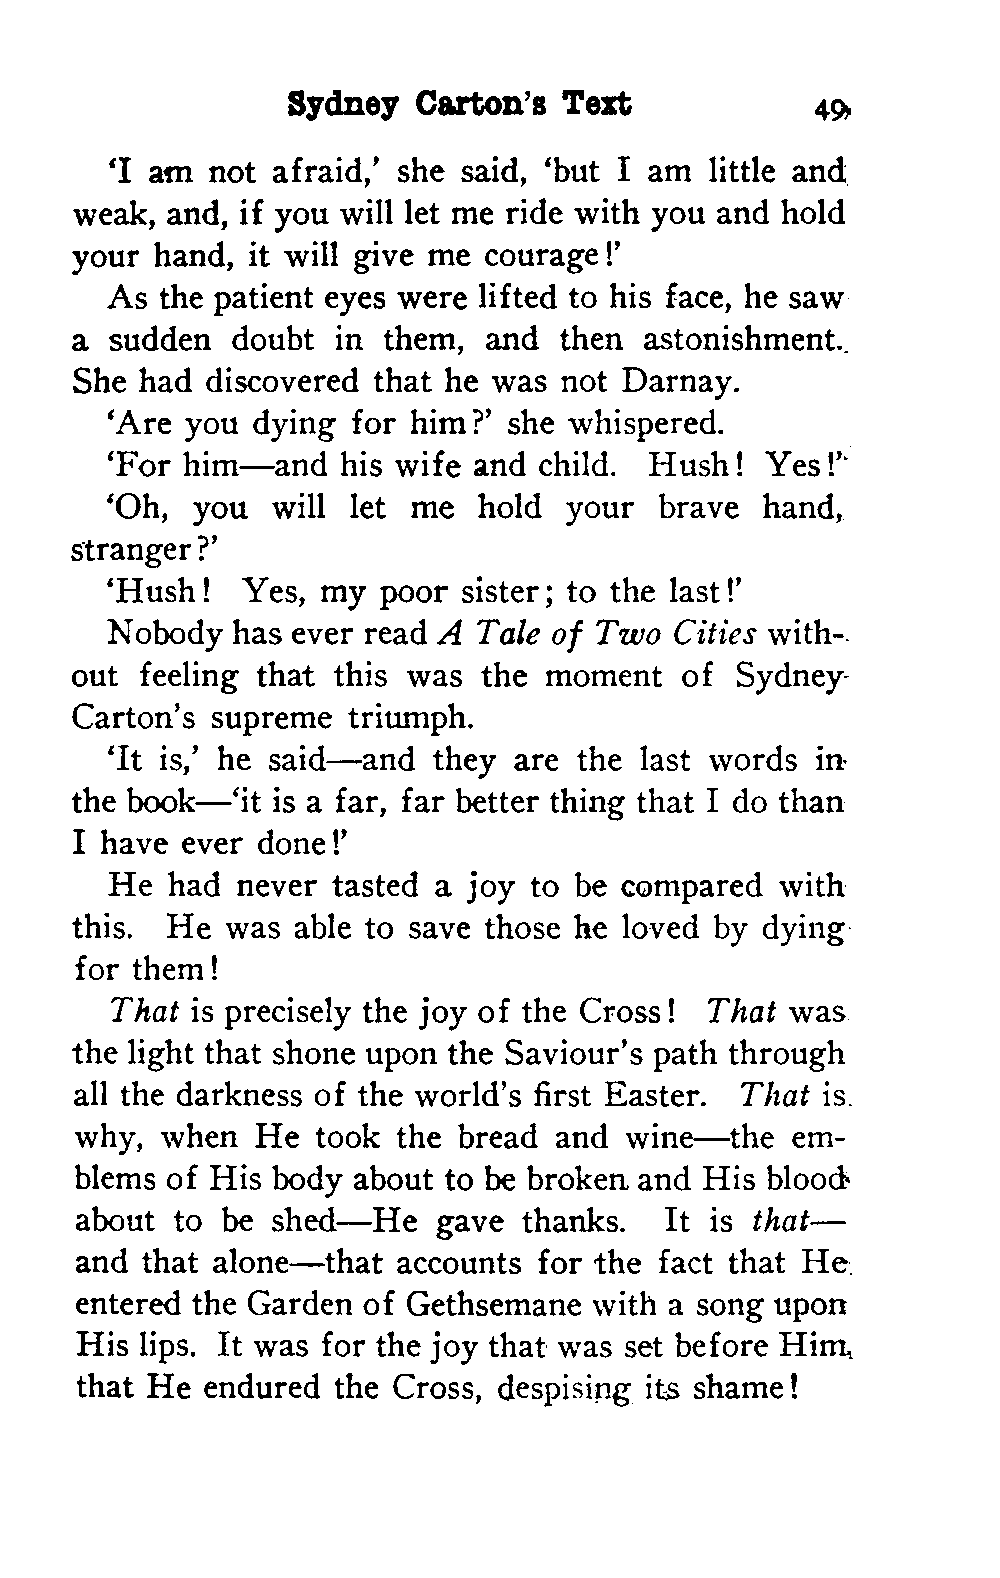 Sydney Carton's Text 49
'I am not afraid,' she said, 'but I am little and
weak, and, if you will let me ride with you and hold
your hand, it will give me courage!'
As the patient eyes were lifted to his face, he saw
a sudden doubt in them, and then astonishment.
She had discovered that he was not Darnay.
'Are you dying for him?' she whispered.
'For him—and his wife and child. Hush! Yes!'
'Oh, you will let me hold your brave hand,
stranger?'
'Hush! Yes, my poor sister; to the last!'
Nobody has ever read A Tale of Two Cities with-
out feeling that this was the moment of Sydney
Carton's supreme triumph.
'It is,' he said—and they are the last words in
the book—'it is a far, far better thing that I do than
I have ever done!'
He had never tasted a joy to be compared with
this. He was able to save those he loved by dying
for them!
That is precisely the joy of the Cross! That was
the light that shone upon the Saviour's path through
all the darkness of the world's first Easter. That is
why, when He took the bread and wine—the em-
blems of His body about to be broken and His blood
about to be shed—He gave thanks. It is that—
and that alone—that accounts for the fact that He
entered the Garden of Gethsemane with a song upon
His lips. It was for the joy that was set before Him,
that He endured the Cross, despising its shame!